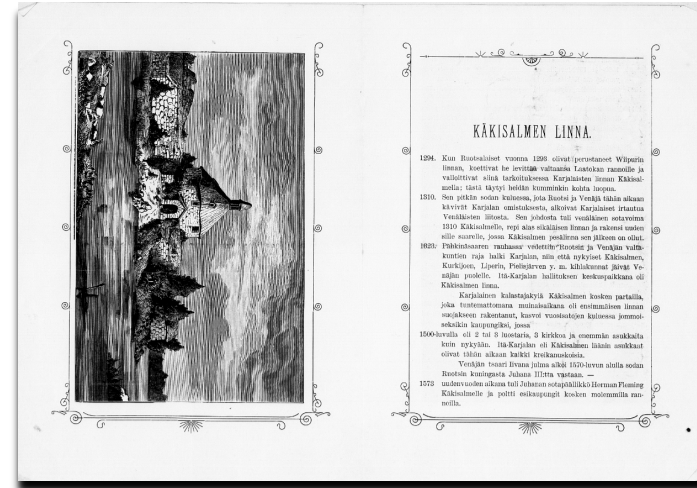 KÄKISALMEN LINNA.
1294. Kun Ruotsalaiset vuonna 1293 olivat perustaneet Wiipurin
linnan, koettivat he levittää valtaansa Laatokan rannoille ja
valloittivat siinä tarkoituksessa Karjalaisten linnan Käkisal-
mella; tästä täytyi heidän kumminkin kohta luopua.
1310. Sen pitkän sodan kuluessa, jota Ruotsi ja Venäjä tähän aikaan
kävivät Karjalan omistuksesta, alkoivat Karjalaiset irtautua
Venäläisten liitosta. Sen johdosta tuli venäläinen sotavoima
1310 Käkisalmelle, repi alas sikäläisen linnan ja rakensi uuden
sille saarelle, jossa Käkisalmen pesälinna sen jälkeen on ollut.
1323. Pähkinäsaaren rauhassa vedettiin Ruotsin ja Venäjän valta-
kuntien raja halki Karjalan, niin että nykyiset Käkisalmen,
Kurkijoen, Liperin, Pielisjärven y. m. kihlakunnat jäivät Ve-
näjän puolelle. Itä-Karjalan hallituksen keskuspaikkana oli
Käkisalmen linna.
Karjalainen kalastajakylä Käkisalmen kosken partailla,
joka tuntemattomana muinaisaikana oli ensimmäisen linnan
suojakseen rakentanut, kasvoi vuosisatojen kuluessa jommoi-
seksikin kaupungiksi, jossa
1500-luvulla oli 2 tai 3 luostaria, 3 kirkkoa ja enemmän asukkaita
kuin nykyään. Itä-Karjalan eli Käkisalmen läänin asukkaat
olivat tähän aikaan kaikki kreikanuskoisia.
Venäjän tsaari Iivana julma alkoi 1570-luvun alulla sodan
Ruotsin kuningasta Juhana III:tta vastaan. —
1573 uudenvuoden aikana tuli Juhanan sotapäällikkö Herman Fleming
Käkisalmelle ja poltti esikaupungit kosken molemmilla ran-
noilla.